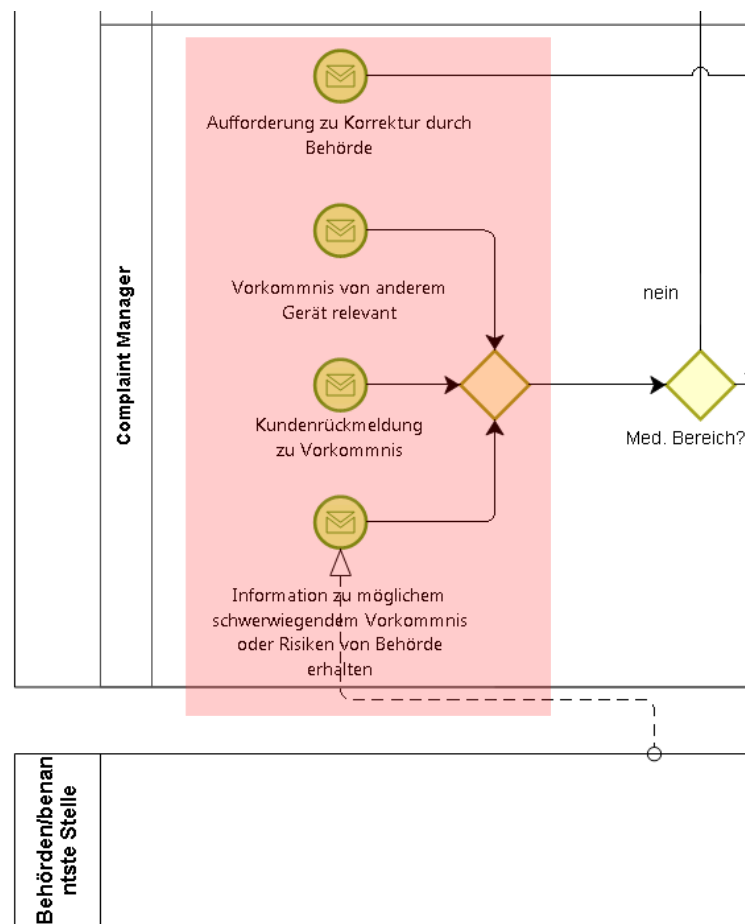 Complaint Manager
Aufforderung zu Korrektur durch
Behörde
Vorkommnis von anderem
Gerät relevant
nein
Kundenrückmeldung
zu Vorkommnis
Med. Bereich?
Information zu möglichem
schwerwiegendem Vorkommnis
oder Risiken von Behörde
erhalten
Behörden/benan
ntste Stelle